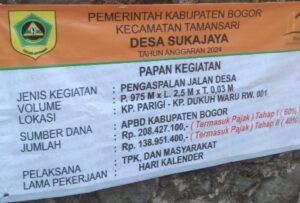 PEMERINTAH KABUPATEN BOGOR
KECAMATAN TAMANSARI
DESA SUKAJAYA
TAHUN ANGGARAN 2024
PAPAN KEGIATAN
JENIS KEGIATAN : PENGASPALAN JALAN DESA
VOLUME : P. 975 M x L. 2,5 M x T. 0,03 M
LOKASI : KP. PARIGI - KP. DUKUH WARU RW. 001
SUMBER DANA : APBD KABUPATEN BOGOR
JUMLAH : Rp. 208.427.100,- ( Termasuk Pajak ) Tahap I ( 60%
: Rp. 138.951.400,- ( Termasuk Pajak ) Tahap II ( 40%
PELAKSANA : TPK, DAN MASYARAKAT
LAMA PEKERJAAN : HARI KALENDER